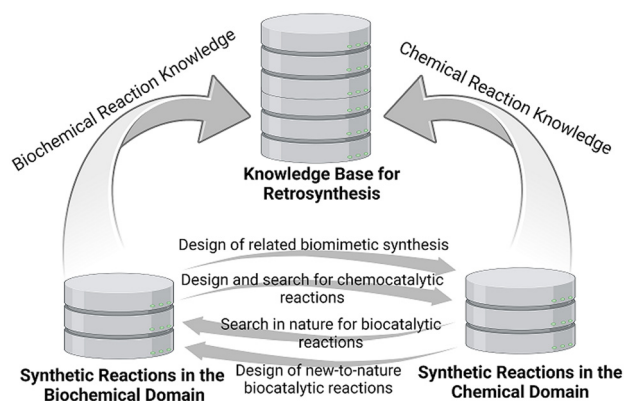 Biochemical Reaction Knowledge
Chemical Reaction Knowledge
Knowledge Base for
Retrosynthesis
Design of related biomimetic synthesis
Design and search for chemocatalytic
reactions
Search in nature for biocatalytic
reactions
Design of new-to-nature
biocatalytic reactions
Synthetic Reactions in the
Biochemical Domain
Synthetic Reactions in the
Chemical Domain